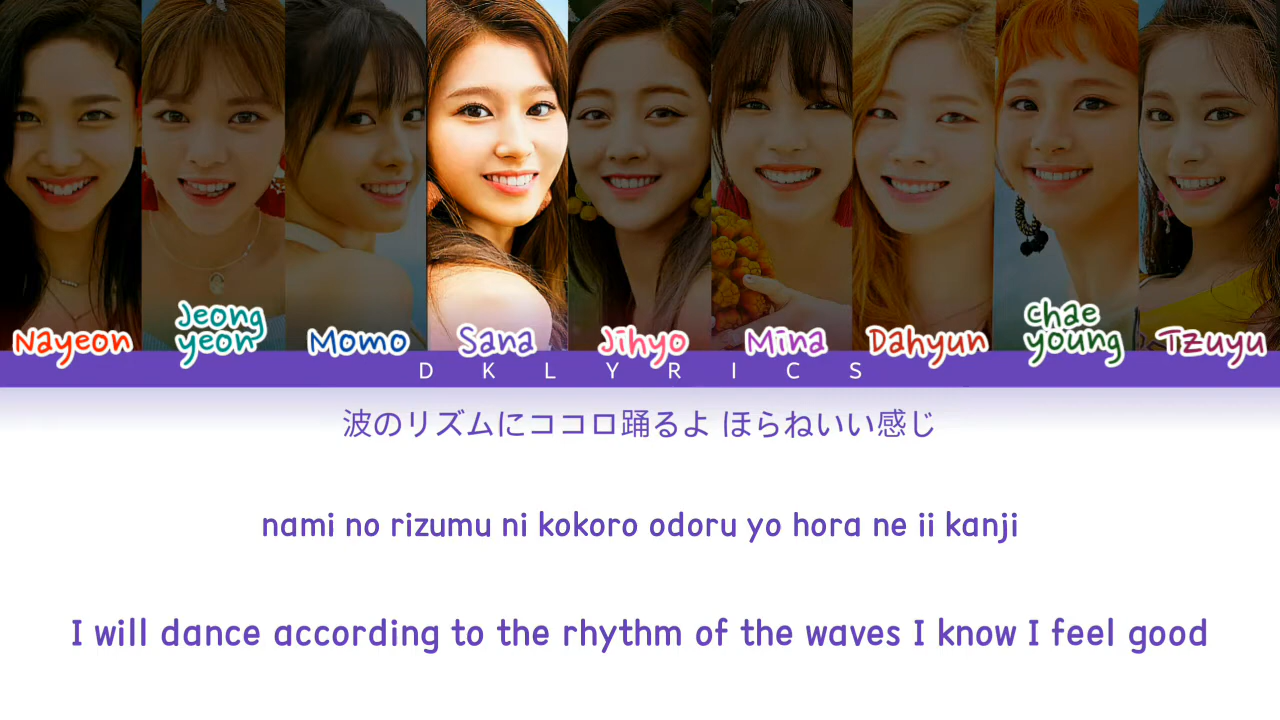 Nayeon
Jeong
yeon
Momo
Sana
Jihyo
Mina
Dahyun
chae
young
Tzuyu
DKLYRICS
波のリズムにココロ踊るよ ほらねいい感じ
nami no rizumu ni kokoro odoru yo hora ne ii kanji
I will dance according to the rhythm of the waves I know I feel good